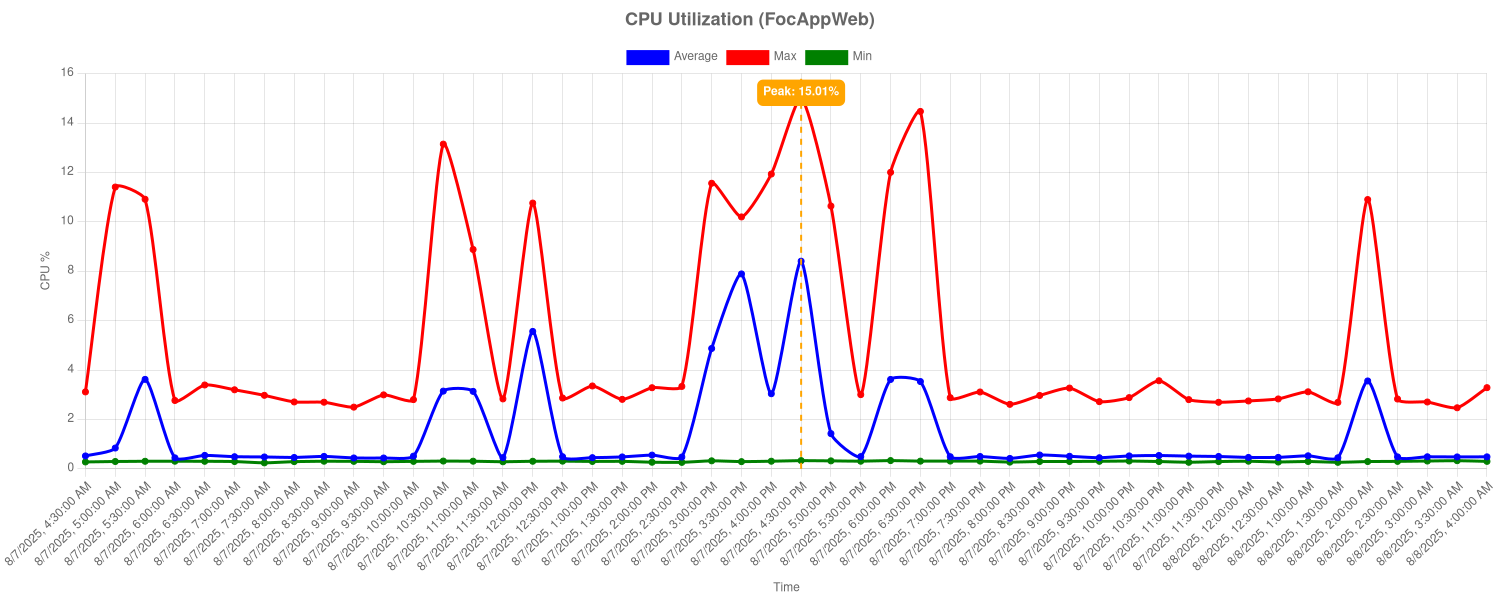 CPU Utilization (FocAppWeb)
Average
Max
Min
Peak: 15.01%
16
14
12
10
8
6
4
2
0
CPU %
8/7/2025, 4:30:00 AM
8/7/2025, 5:00:00 AM
8/7/2025, 5:30:00 AM
8/7/2025, 6:00:00 AM
8/7/2025, 6:30:00 AM
8/7/2025, 7:00:00 AM
8/7/2025, 7:30:00 AM
8/7/2025, 8:00:00 AM
8/7/2025, 8:30:00 AM
8/7/2025, 9:00:00 AM
8/7/2025, 9:30:00 AM
8/7/2025, 10:00:00 AM
8/7/2025, 10:30:00 AM
8/7/2025, 11:00:00 AM
8/7/2025, 11:30:00 AM
8/7/2025, 12:00:00 PM
8/7/2025, 12:30:00 PM
8/7/2025, 1:00:00 PM
8/7/2025, 1:30:00 PM
8/7/2025, 2:00:00 PM
8/7/2025, 2:30:00 PM
8/7/2025, 3:00:00 PM
8/7/2025, 3:30:00 PM
8/7/2025, 4:00:00 PM
8/7/2025, 4:30:00 PM
8/7/2025, 5:00:00 PM
8/7/2025, 5:30:00 PM
8/7/2025, 6:00:00 PM
8/7/2025, 6:30:00 PM
8/7/2025, 7:00:00 PM
8/7/2025, 7:30:00 PM
8/7/2025, 8:00:00 PM
8/7/2025, 8:30:00 PM
8/7/2025, 9:00:00 PM
8/7/2025, 9:30:00 PM
8/7/2025, 10:00:00 PM
8/7/2025, 10:30:00 PM
8/7/2025, 11:00:00 PM
8/7/2025, 11:30:00 PM
8/8/2025, 12:00:00 AM
8/8/2025, 12:30:00 AM
8/8/2025, 1:00:00 AM
8/8/2025, 1:30:00 AM
8/8/2025, 2:00:00 AM
8/8/2025, 2:30:00 AM
8/8/2025, 3:00:00 AM
8/8/2025, 3:30:00 AM
8/8/2025, 4:00:00 AM
Time